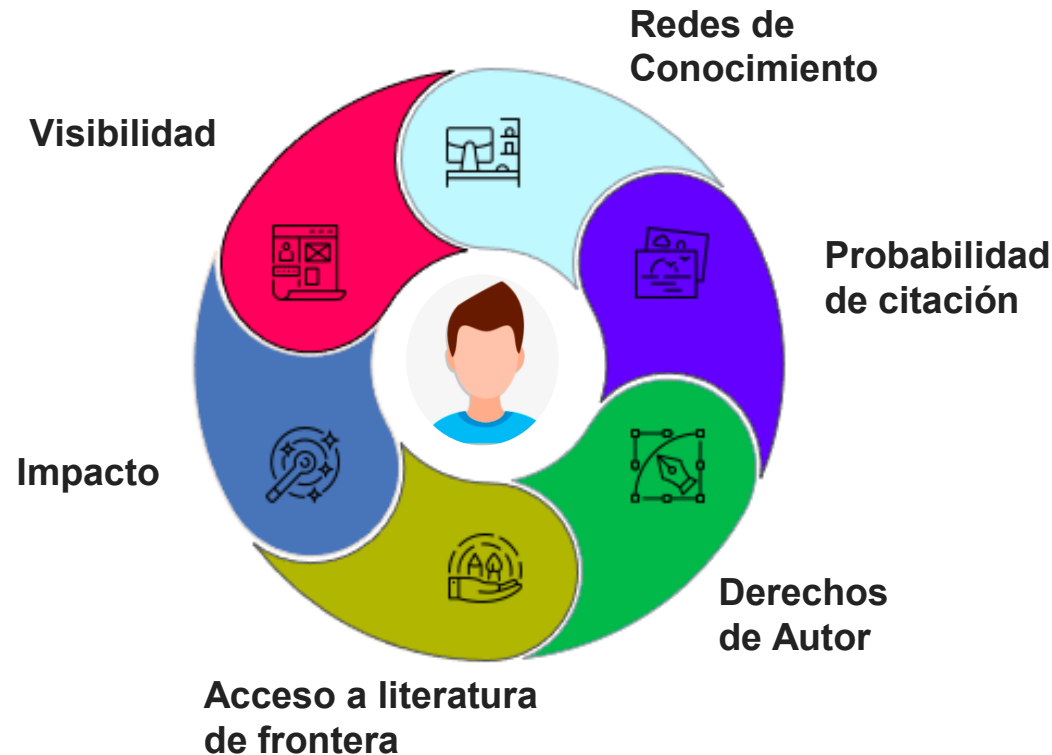 Redes de
Conocimiento
Visibilidad
Probabilidad
de citación
Impacto
Derechos
de Autor
Acceso a literatura
de frontera